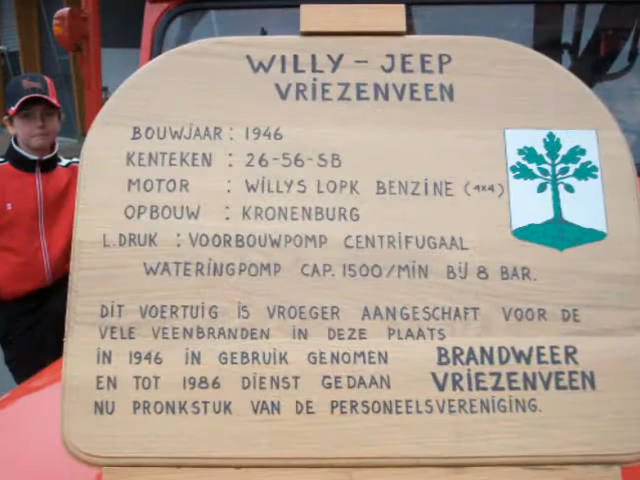 WILLY - JEEP
VRIEZENVEEN
BOUWJAAR : 1946
KENTEKEN : 26-56-SB
MOTOR : WILLYS LOPK BENZINE (4x4)
OPBOUW : KRONENBURG
L.DRUK : VOORBOUWPOMP CENTRIFUGAAL
WATERINGPOMP CAP. 1500/MIN BIJ 8 BAR.
DIT VOERTUIG IS VROEGER AANGESCHAFT VOOR DE
VELE VEENBRANDEN IN DEZE PLAATS
IN 1946 IN GEBRUIK GENOMEN BRANDWEER
EN TOT 1986 DIENST GEDAAN VRIEZENVEEN
NU PRONKSTUK VAN DE PERSONEELSVERENIGING.